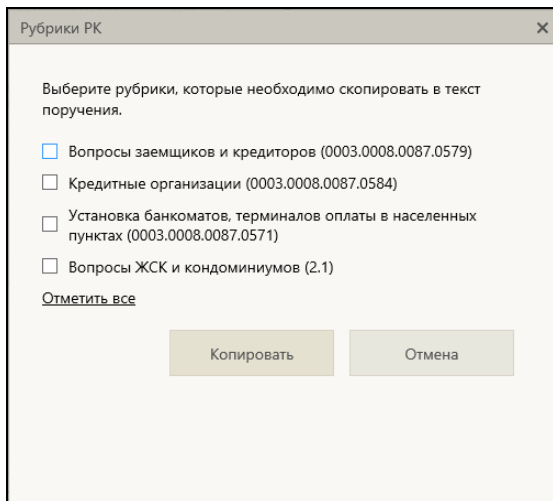 Рубрики РК
Выберите рубрики, которые необходимо скопировать в текст
поручения.
Вопросы заемщиков и кредиторов (0003.0008.0087.0579)
Кредитные организации (0003.0008.0087.0584)
Установка банкоматов, терминалов оплаты в населенных
пунктах (0003.0008.0087.0571)
Вопросы ЖСК и кондоминиумов (2.1)
Отметить все
Копировать
Отмена